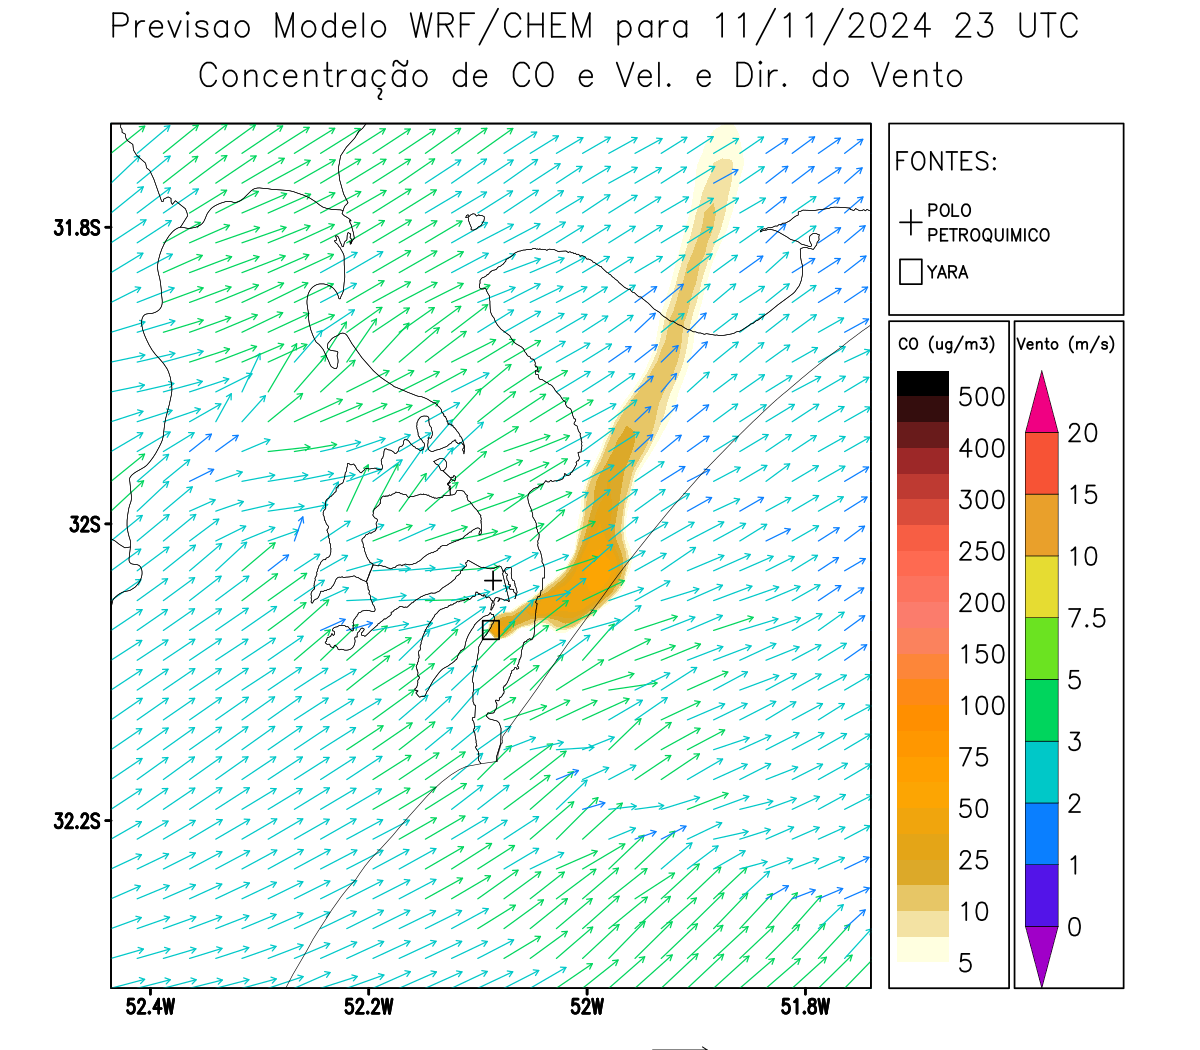 Previsao Modelo WRF/CHEM para 11/11/2024 23 UTC
Concentração de CO e Vel. e Dir. do Vento
FONTES:
POLO
PETROQUIMICO
YARA
31.8S
32S
32.2S
52.4W
52.2W
52W
51.8W
CO (ug/m3)
500
400
300
250
200
150
100
75
50
25
10
5
Vento (m/s)
20
15
10
7.5
5
3
2
1
0